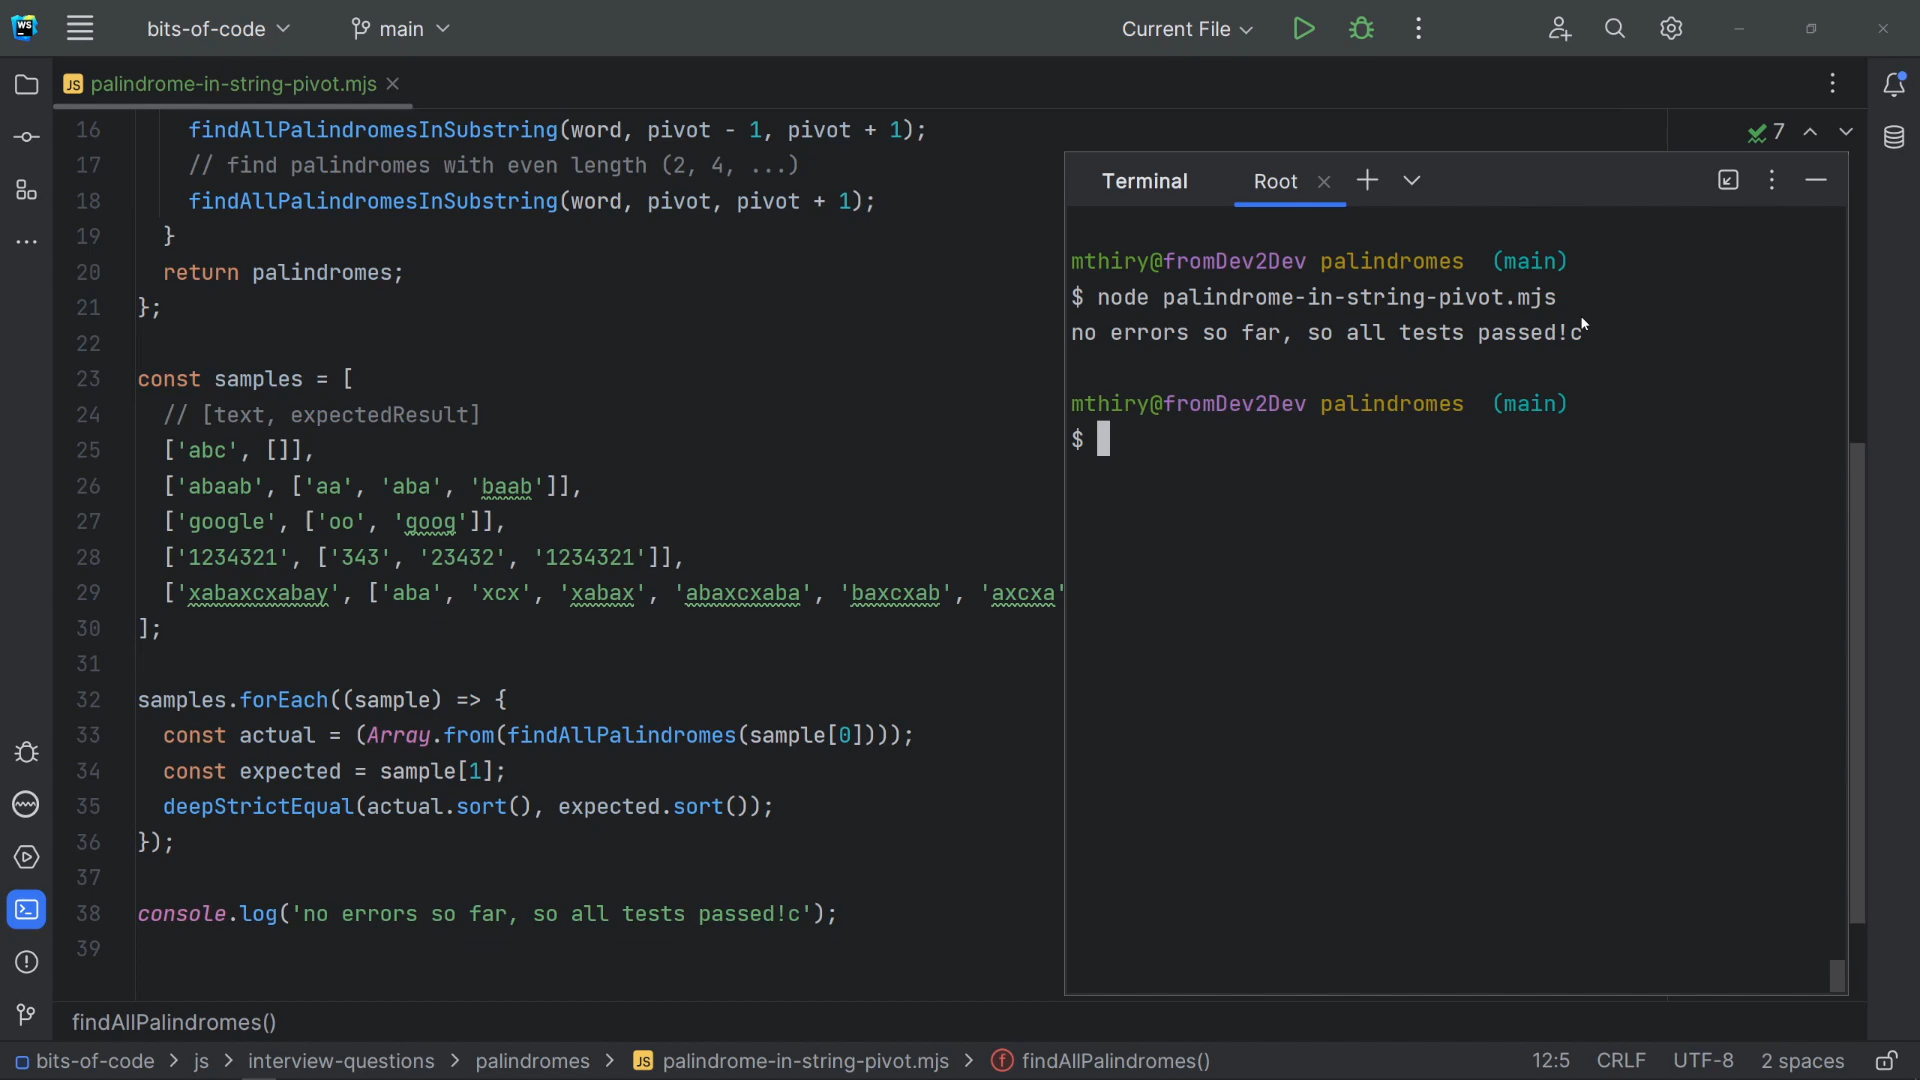 WS
bits-of-code
main
Current File
JS palindrome-in-string-pivot.mjs
16 findAllPalindromesInSubstring(word, pivot - 1, pivot + 1);
17 // find palindromes with even length (2, 4, ...)
18 findAllPalindromesInSubstring(word, pivot, pivot + 1);
19 }
20 return palindromes;
21 };
22
23 const samples = [
24 // [text, expectedResult]
25 ['abc', []],
26 ['abaab', ['aa', 'aba', 'baab']],
27 ['google', ['oo', 'goog']],
28 ['1234321', ['343', '23432', '1234321']],
29 ['xabaxcxabay', ['aba', 'xcx', 'xabax', 'abaxcxaba', 'baxcxab', 'axcxa'
30 ];
31
32 samples.forEach((sample) => {
33 const actual = (Array.from(findAllPalindromes(sample[0])));
34 const expected = sample[1];
35 deepStrictEqual(actual.sort(), expected.sort());
36 });
37
38 console.log('no errors so far, so all tests passed!c');
39
7
Terminal
Root
mthiry@fromDev2Dev palindromes (main)
$ node palindrome-in-string-pivot.mjs
no errors so far, so all tests passed!c
mthiry@fromDev2Dev palindromes (main)
$
findAllPalindromes()
bits-of-code > js > interview-questions > palindromes > JS palindrome-in-string-pivot.mjs > f findAllPalindromes()
12:5 CRLF UTF-8 2 spaces